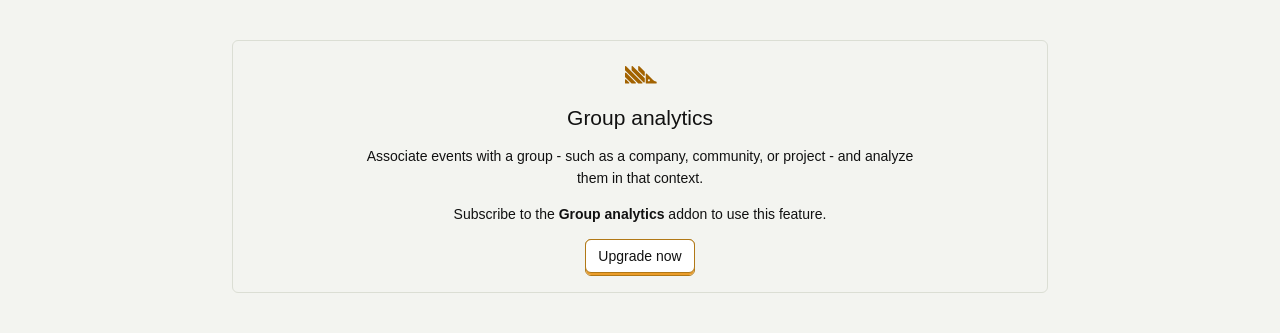 Group analytics
Associate events with a group - such as a company, community, or project - and analyze
them in that context.
Subscribe to the Group analytics addon to use this feature.
Upgrade now